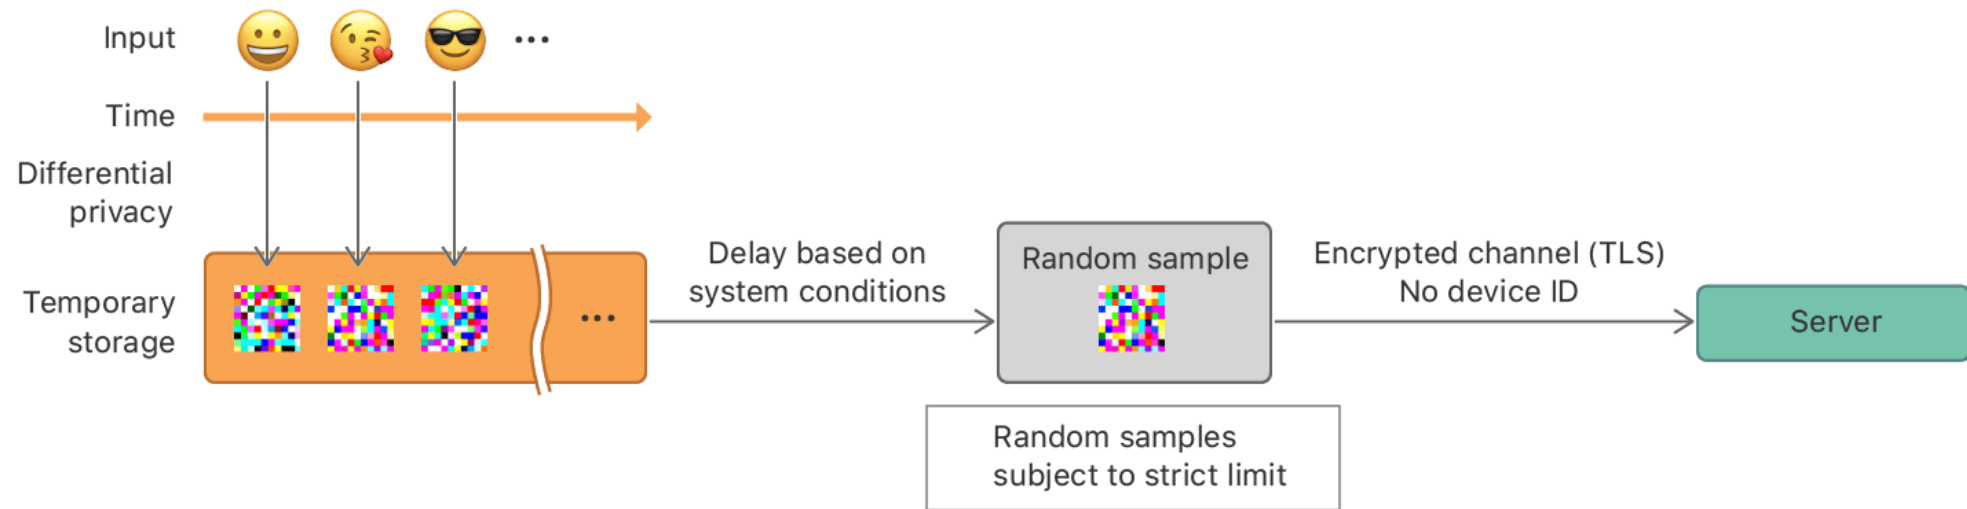 Input
...
Time
Differential
privacy
Temporary
storage
...
Delay based on
system conditions
Random sample
Encrypted channel (TLS)
No device ID
Server
Random samples
subject to strict limit